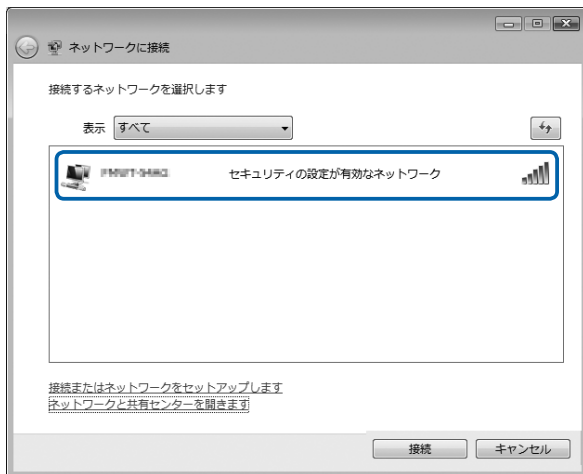 ネットワークに接続
接続するネットワークを選択します
表示 すべて
セキュリティの設定が有効なネットワーク
接続またはネットワークをセットアップします
ネットワークと共有センターを開きます
接続 キャンセル